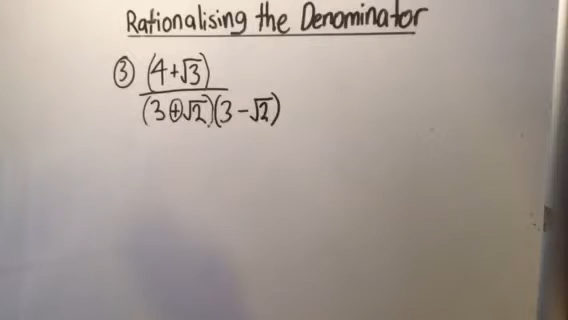 Rationalising the Denominator
③ (4+√3)
(3⊕√2)(3-√2)